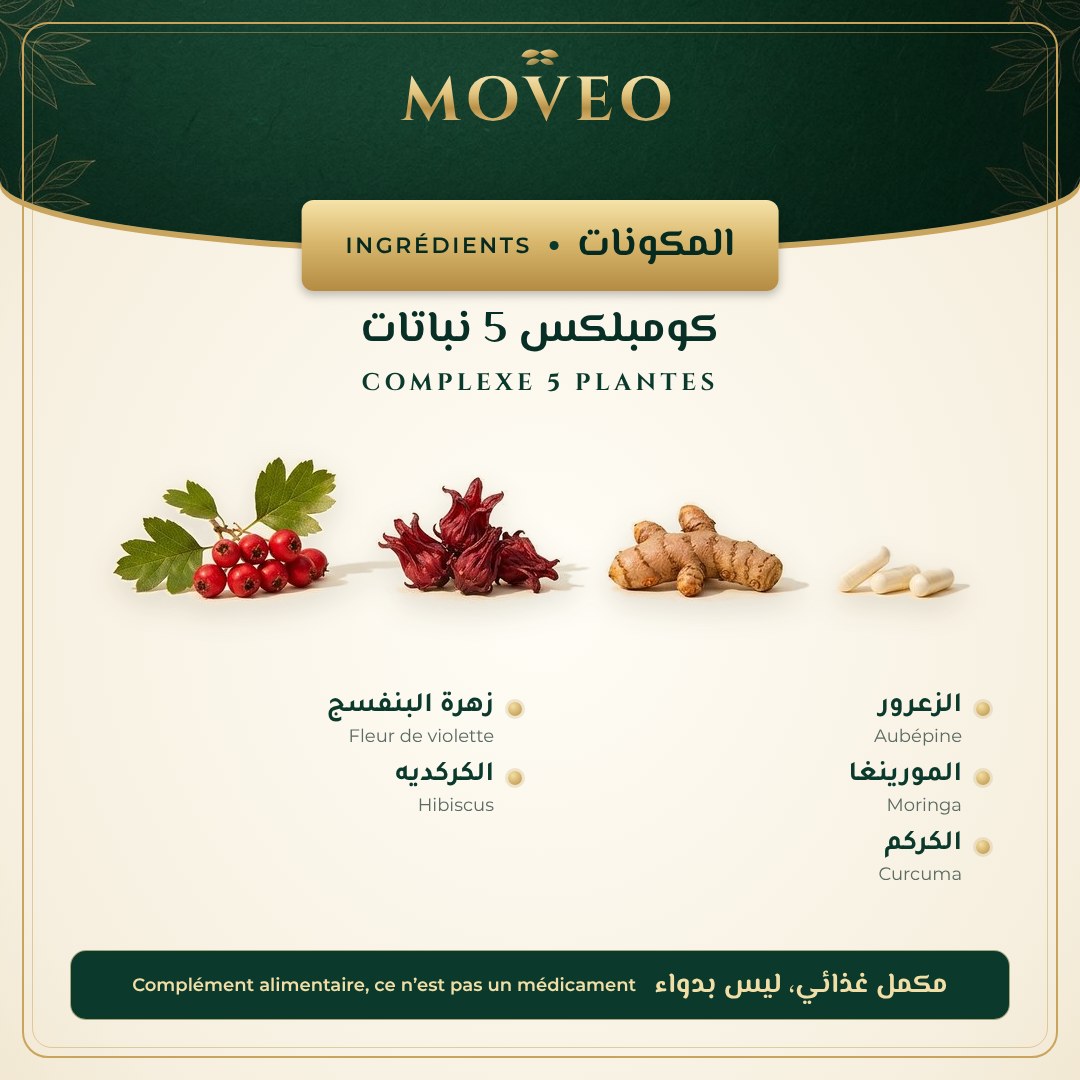 MOVEO
المكونات • INGRÉDIENTS
كومبلكس 5 نباتات
COMPLEXE 5 PLANTES
الزعرور
Aubépine
المورينغا
Moringa
الكركم
Curcuma
زهرة البنفسج
Fleur de violette
الكركديه
Hibiscus
مكمل غذائي، ليس بدواء Complément alimentaire, ce n’est pas un médicament